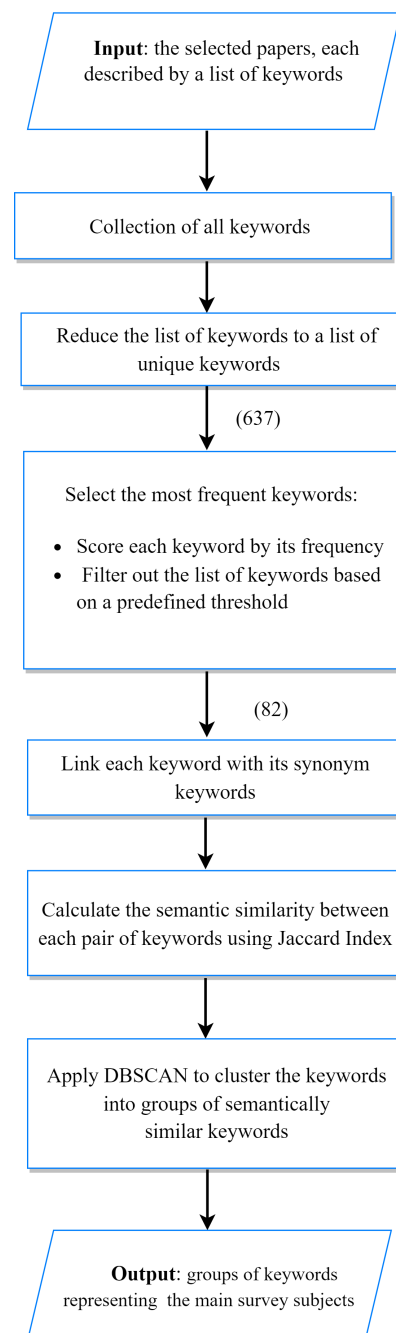 Input: the selected papers, each
described by a list of keywords
Collection of all keywords
Reduce the list of keywords to a list of
unique keywords
(637)
Select the most frequent keywords:
• Score each keyword by its frequency
• Filter out the list of keywords based
on a predefined threshold
(82)
Link each keyword with its synonym
keywords
Calculate the semantic similarity between
each pair of keywords using Jaccard Index
Apply DBSCAN to cluster the keywords
into groups of semantically
similar keywords
Output: groups of keywords
representing the main survey subjects